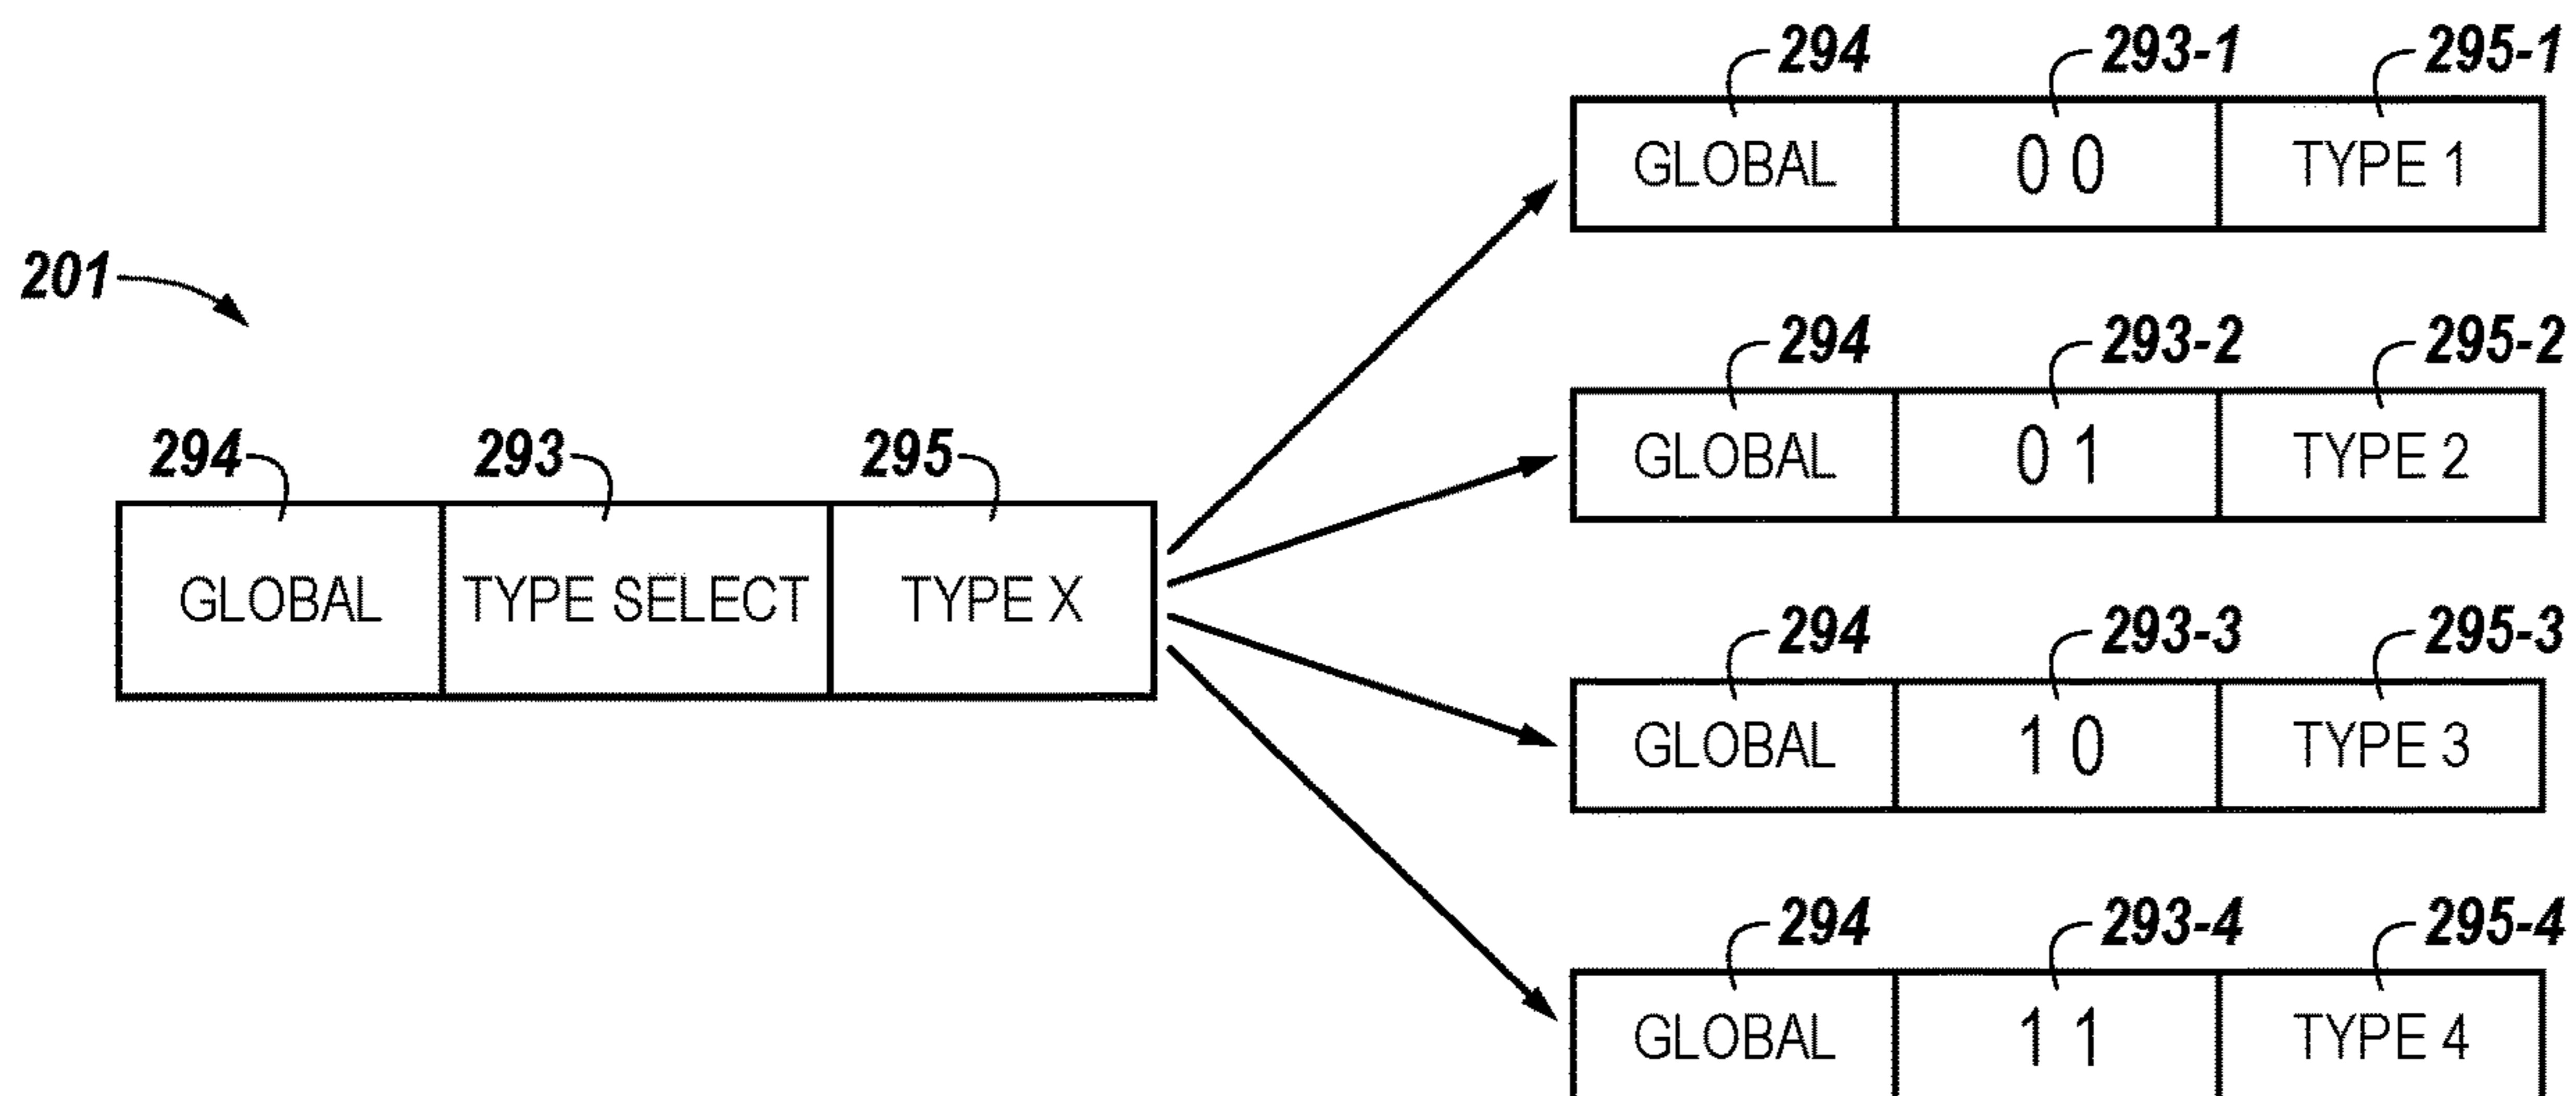 294 293-1 295-1
GLOBAL 0 0 TYPE 1
201
294 293-2 295-2
GLOBAL 0 1 TYPE 2
294 293 295
GLOBAL TYPE SELECT TYPE X
294 293-3 295-3
GLOBAL 1 0 TYPE 3
294 293-4 295-4
GLOBAL 1 1 TYPE 4